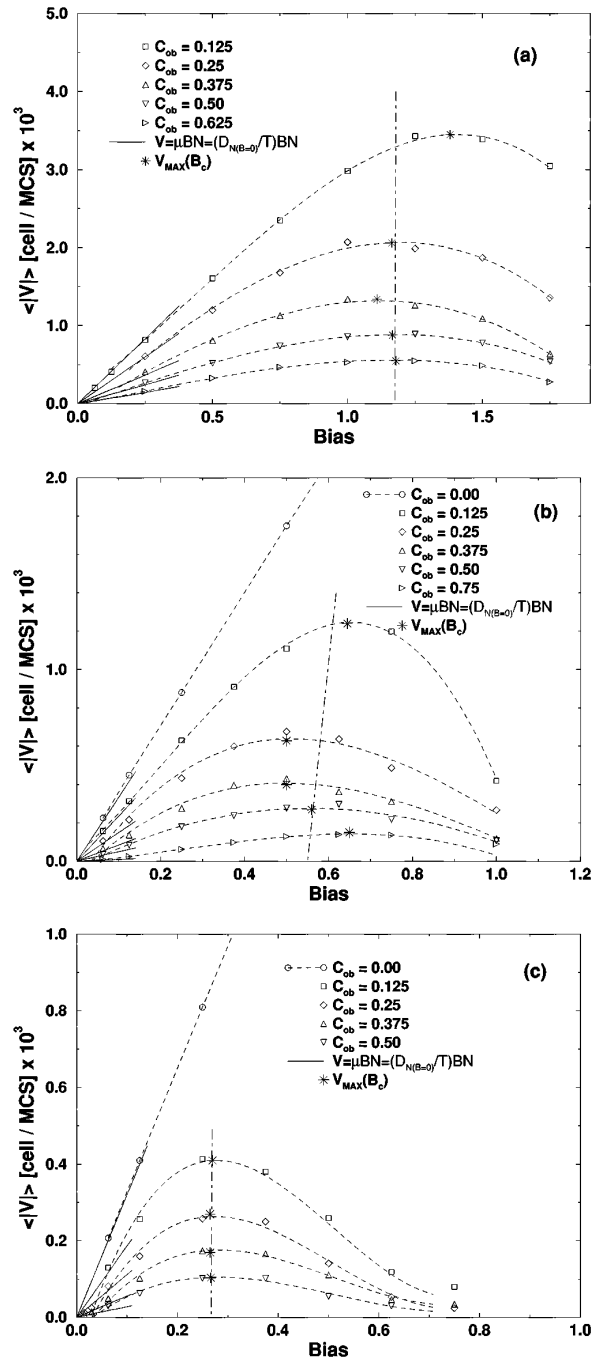 5.0
4.0
3.0
2.0
1.0
0.0
<|V|> [cell / MCS] x 10³
C_ob = 0.125
C_ob = 0.25
C_ob = 0.375
C_ob = 0.50
C_ob = 0.625
V=μBN=(D_N(B=0)/T)BN
V_MAX(B_c)
(a)
0.0 0.5 1.0 1.5
Bias
2.0
1.0
0.0
<|V|> [cell / MCS] x 10³
C_ob = 0.00
C_ob = 0.125
C_ob = 0.25
C_ob = 0.375
C_ob = 0.50
C_ob = 0.75
V=μBN=(D_N(B=0)/T)BN
V_MAX(B_c)
(b)
0.0 0.2 0.4 0.6 0.8 1.0 1.2
Bias
1.0
0.8
0.6
0.4
0.2
0.0
<|V|> [cell / MCS] x 10³
C_ob = 0.00
C_ob = 0.125
C_ob = 0.25
C_ob = 0.375
C_ob = 0.50
V=μBN=(D_N(B=0)/T)BN
V_MAX(B_c)
(c)
0.0 0.2 0.4 0.6 0.8 1.0
Bias